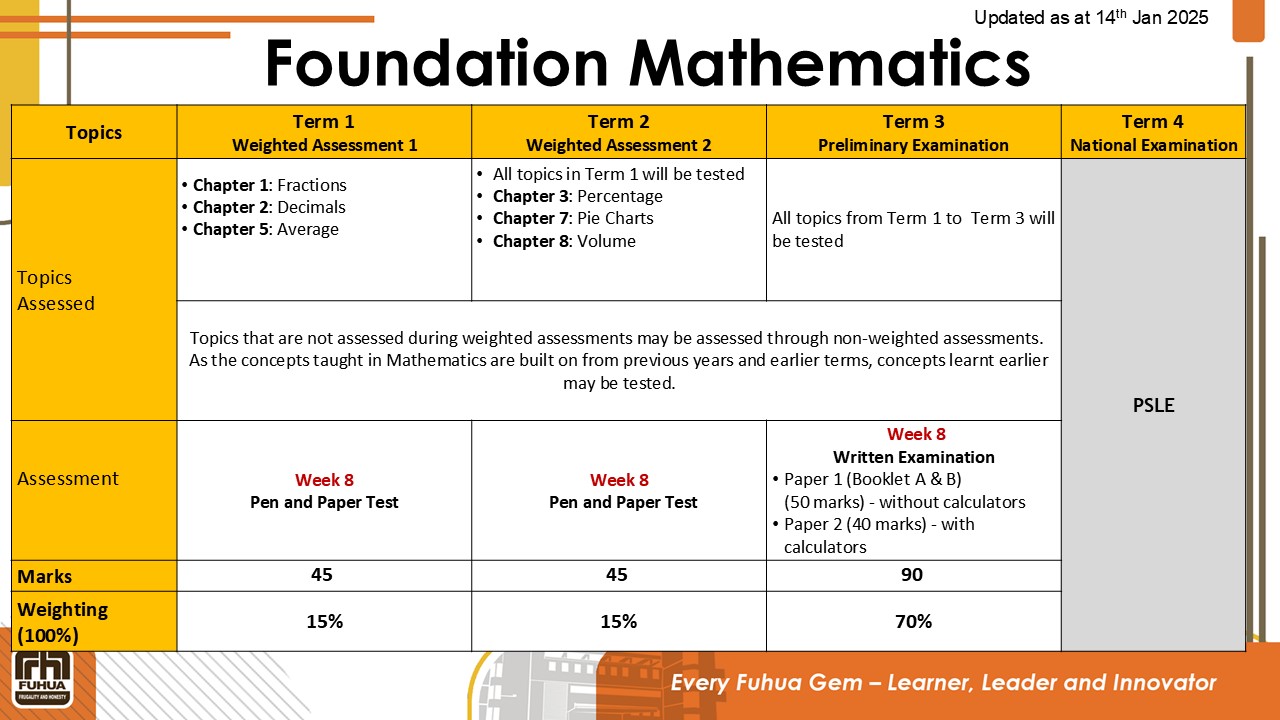 Updated as at 14th Jan 2025
Foundation Mathematics
Topics
Term 1
Weighted Assessment 1
Term 2
Weighted Assessment 2
Term 3
Preliminary Examination
Term 4
National Examination
Topics
Assessed
• Chapter 1: Fractions
• Chapter 2: Decimals
• Chapter 5: Average
• All topics in Term 1 will be tested
• Chapter 3: Percentage
• Chapter 7: Pie Charts
• Chapter 8: Volume
All topics from Term 1 to Term 3 will
be tested
PSLE
Topics that are not assessed during weighted assessments may be assessed through non-weighted assessments.
As the concepts taught in Mathematics are built on from previous years and earlier terms, concepts learnt earlier
may be tested.
Assessment
Week 8
Pen and Paper Test
Week 8
Pen and Paper Test
Week 8
Written Examination
• Paper 1 (Booklet A & B)
(50 marks) - without calculators
• Paper 2 (40 marks) - with
calculators
Marks
45
45
90
Weighting
(100%)
15%
15%
70%
FUHUA
FRUGALITY AND HONESTY
Every Fuhua Gem – Learner, Leader and Innovator